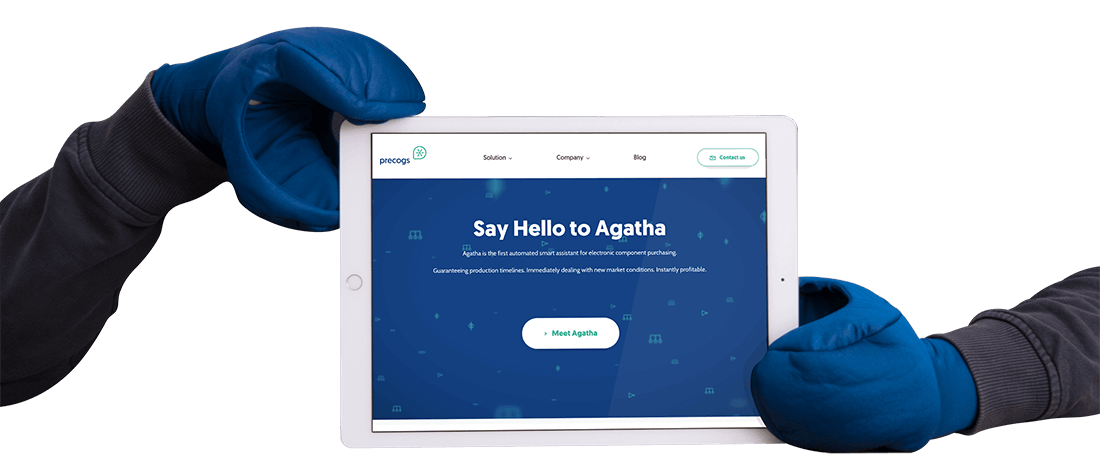 precogs
Solution
Company
Blog
Contact us
Say Hello to Agatha
Agatha is the first automated smart assistant for electronic component purchasing.
Guaranteeing production timelines. Immediately dealing with new market conditions. Instantly profitable.
Meet Agatha